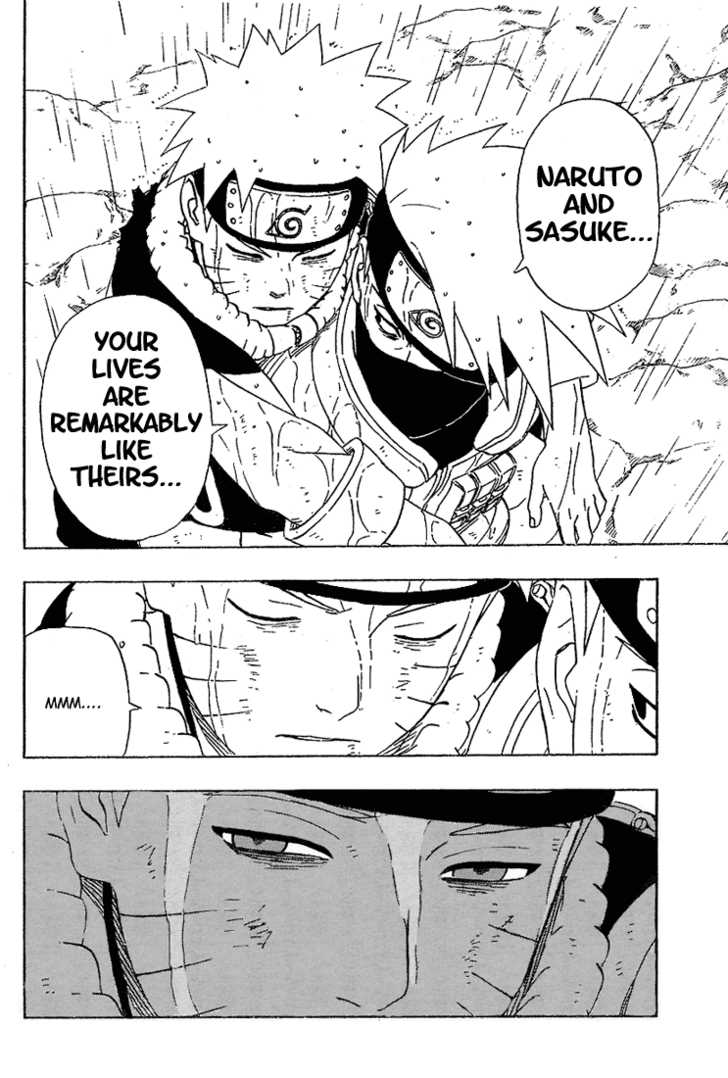 NARUTO
AND
SASUKE...
YOUR
LIVES
ARE
REMARKABLY
LIKE
THEIRS...
MMM....